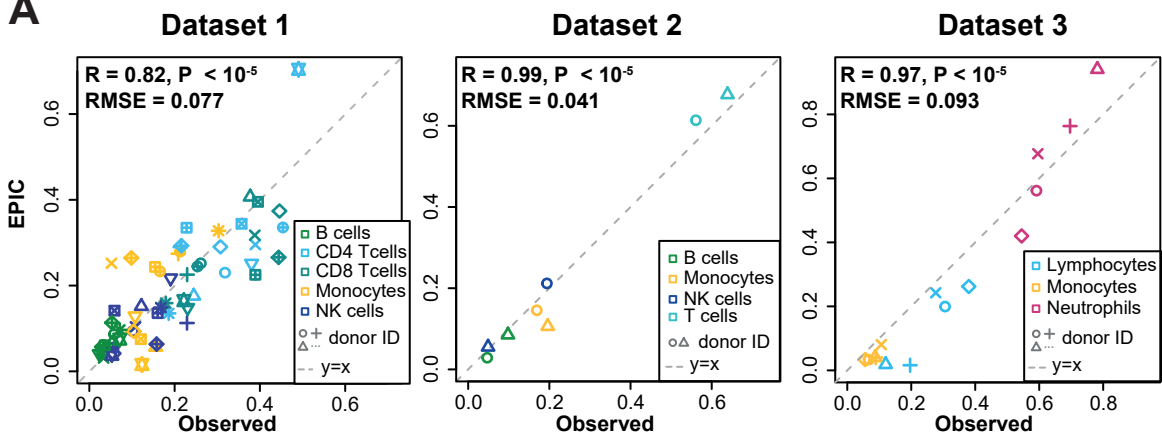 A
Dataset 1
Dataset 2
Dataset 3
EPIC
R = 0.82, P < 10-5
RMSE = 0.077
0.6
0.4
0.2
0.0
0.0 0.2 0.4 0.6
Observed
B cells
CD4 Tcells
CD8 Tcells
Monocytes
NK cells
donor ID
...
y=x
R = 0.99, P < 10-5
RMSE = 0.041
0.6
0.4
0.2
0.0
0.0 0.2 0.4 0.6
Observed
B cells
Monocytes
NK cells
T cells
donor ID
...
y=x
R = 0.97, P < 10-5
RMSE = 0.093
0.8
0.6
0.4
0.2
0.0
0.0 0.2 0.4 0.6 0.8
Observed
Lymphocytes
Monocytes
Neutrophils
donor ID
...
y=x